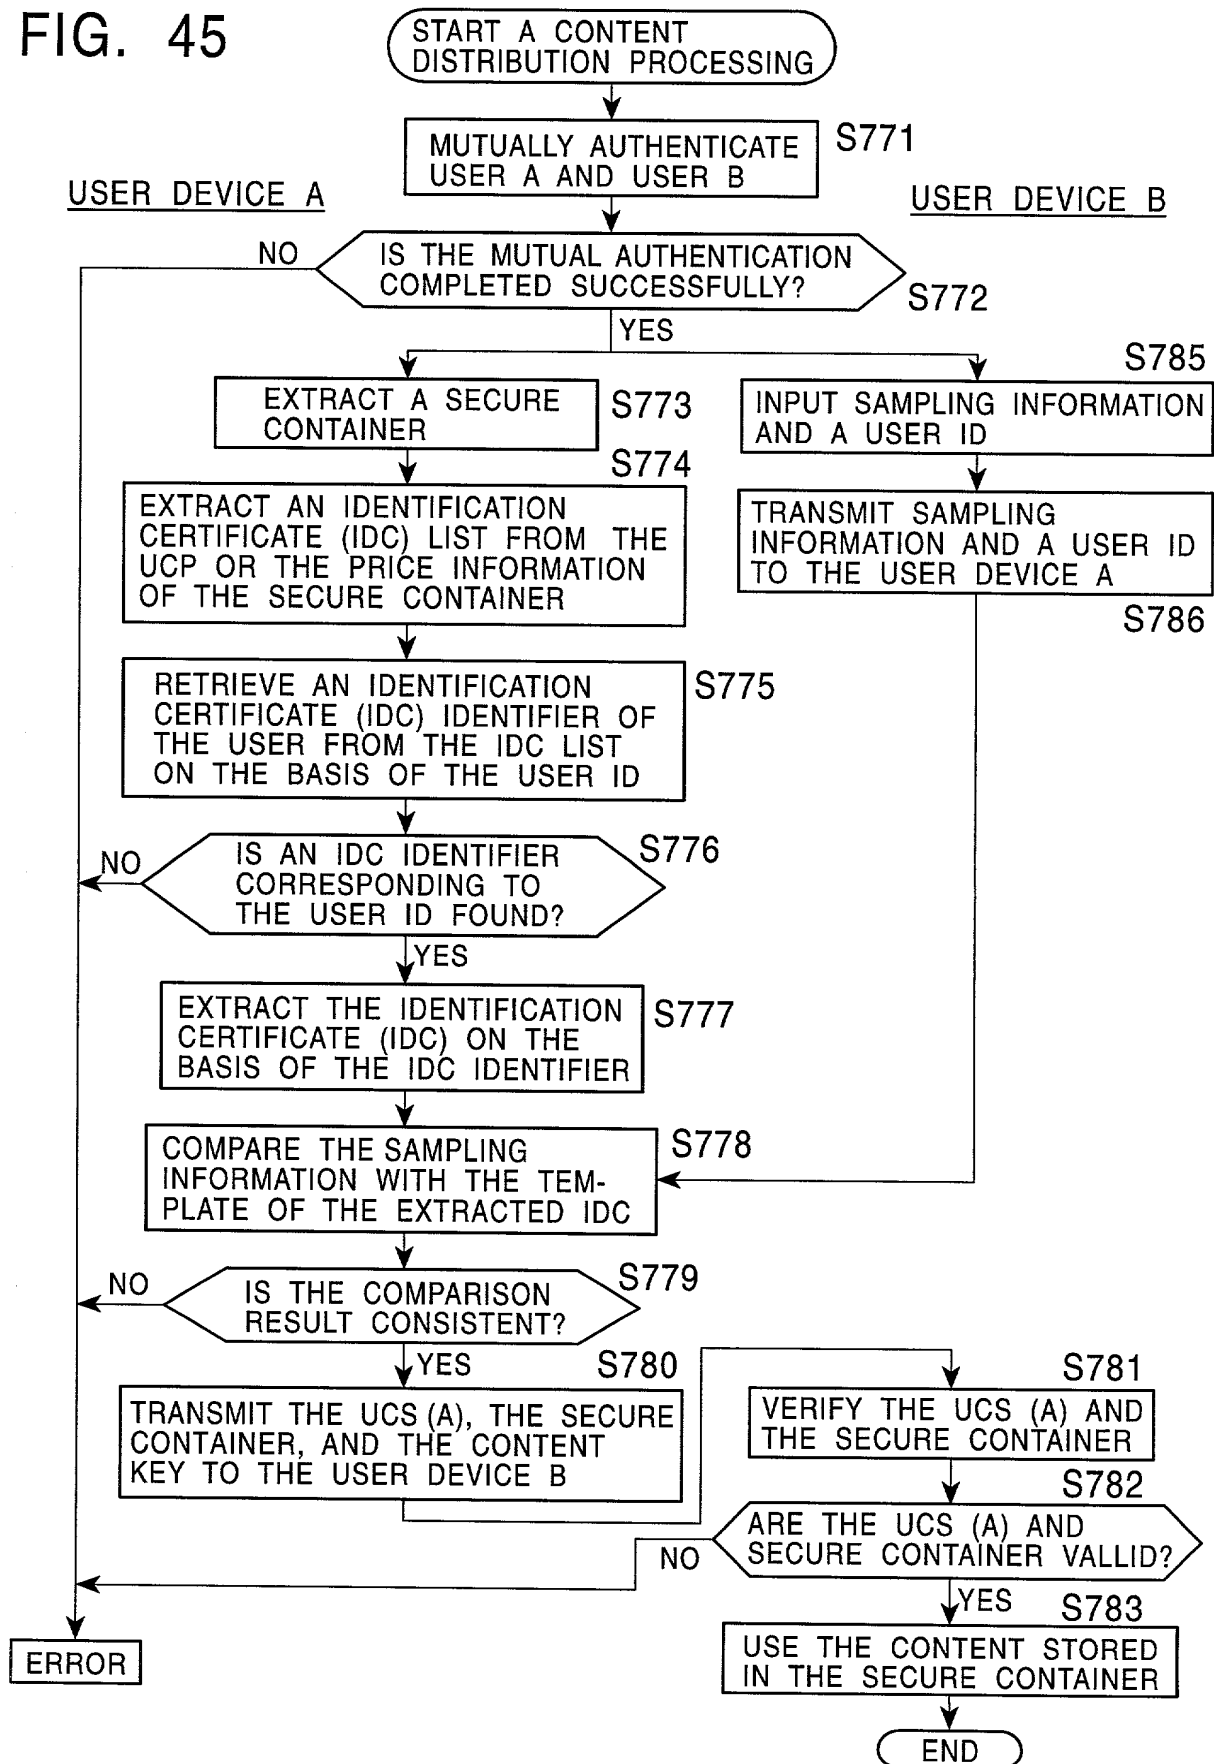 FIG. 45
START A CONTENT
DISTRIBUTION PROCESSING
S771
MUTUALLY AUTHENTICATE
USER A AND USER B
USER DEVICE A
USER DEVICE B
NO
IS THE MUTUAL AUTHENTICATION
COMPLETED SUCCESSFULLY?
S772
YES
S773
EXTRACT A SECURE
CONTAINER
S785
INPUT SAMPLING INFORMATION
AND A USER ID
S774
EXTRACT AN IDENTIFICATION
CERTIFICATE (IDC) LIST FROM THE
UCP OR THE PRICE INFORMATION
OF THE SECURE CONTAINER
TRANSMIT SAMPLING
INFORMATION AND A USER ID
TO THE USER DEVICE A
S786
S775
RETRIEVE AN IDENTIFICATION
CERTIFICATE (IDC) IDENTIFIER OF
THE USER FROM THE IDC LIST
ON THE BASIS OF THE USER ID
S776
NO
IS AN IDC IDENTIFIER
CORRESPONDING TO
THE USER ID FOUND?
YES
S777
EXTRACT THE IDENTIFICATION
CERTIFICATE (IDC) ON THE
BASIS OF THE IDC IDENTIFIER
S778
COMPARE THE SAMPLING
INFORMATION WITH THE TEM-
PLATE OF THE EXTRACTED IDC
S779
NO
IS THE COMPARISON
RESULT CONSISTENT?
YES
S780
TRANSMIT THE UCS (A), THE SECURE
CONTAINER, AND THE CONTENT
KEY TO THE USER DEVICE B
S781
VERIFY THE UCS (A) AND
THE SECURE CONTAINER
S782
ARE THE UCS (A) AND
SECURE CONTAINER VALLID?
NO
YES
S783
USE THE CONTENT STORED
IN THE SECURE CONTAINER
ERROR
END